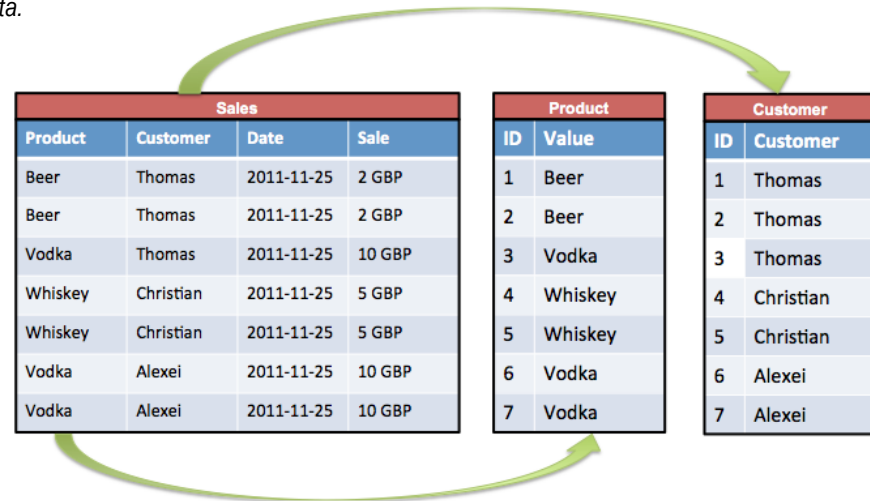 ta.
Sales
Product Customer Date Sale
Beer Thomas 2011-11-25 2 GBP
Beer Thomas 2011-11-25 2 GBP
Vodka Thomas 2011-11-25 10 GBP
Whiskey Christian 2011-11-25 5 GBP
Whiskey Christian 2011-11-25 5 GBP
Vodka Alexei 2011-11-25 10 GBP
Vodka Alexei 2011-11-25 10 GBP
Product
ID Value
1 Beer
2 Beer
3 Vodka
4 Whiskey
5 Whiskey
6 Vodka
7 Vodka
Customer
ID Customer
1 Thomas
2 Thomas
3 Thomas
4 Christian
5 Christian
6 Alexei
7 Alexei